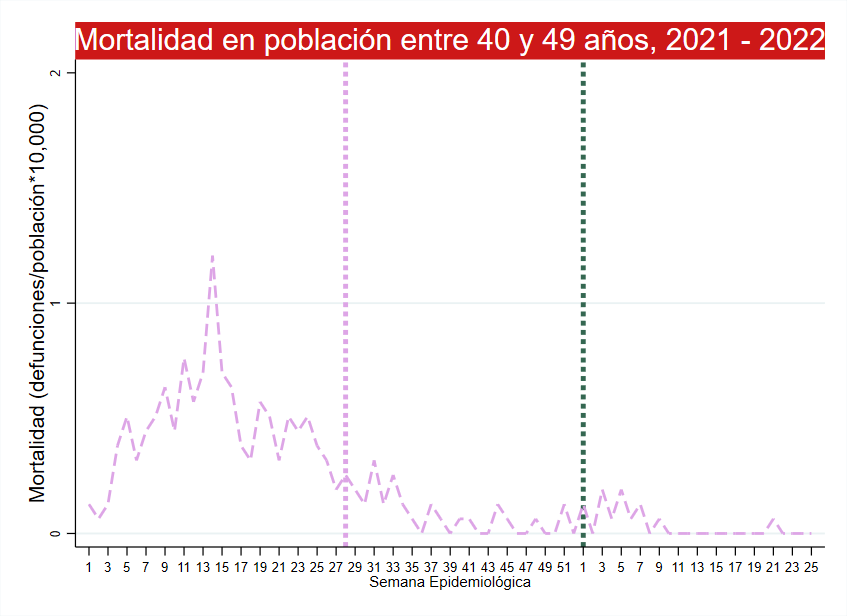 Mortalidad en población entre 40 y 49 años, 2021 - 2022
Mortalidad (defunciones/población*10,000)
2
1
0
1 3 5 7 9 11 13 15 17 19 21 23 25 27 29 31 33 35 37 39 41 43 45 47 49 51 1 3 5 7 9 11 13 15 17 19 21 23 25
Semana Epidemiológica